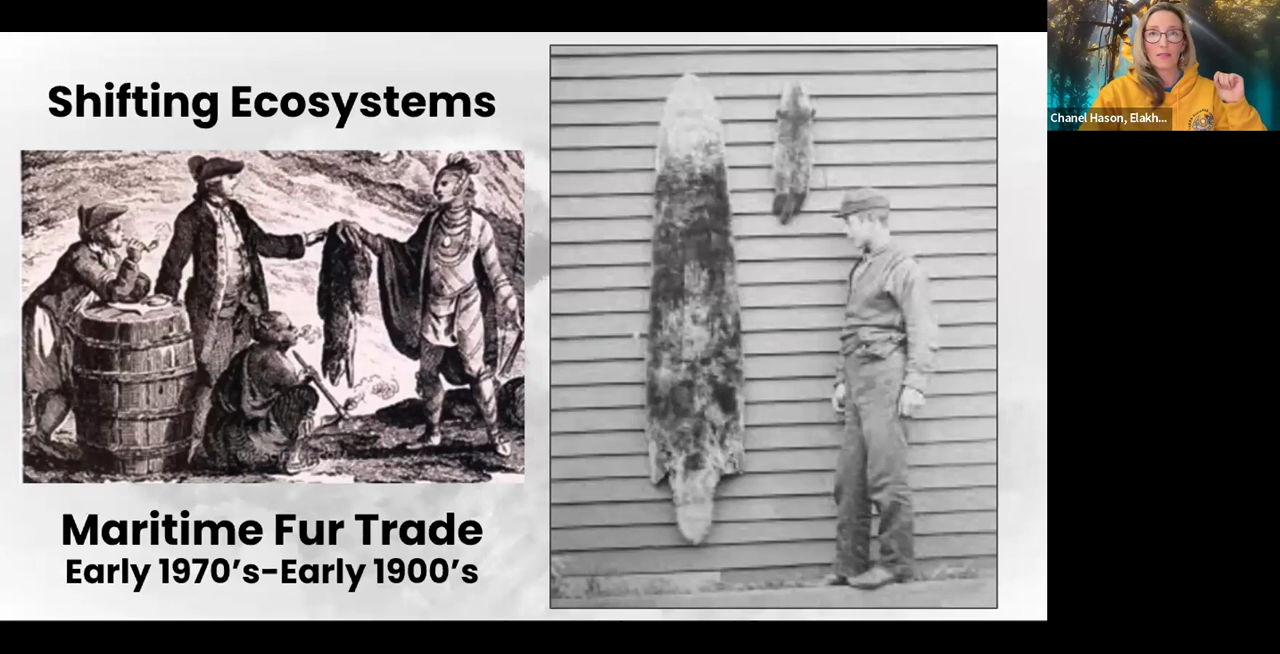 Shifting Ecosystems
Maritime Fur Trade
Early 1970’s-Early 1900’s
Chanel Hason, Elakh...